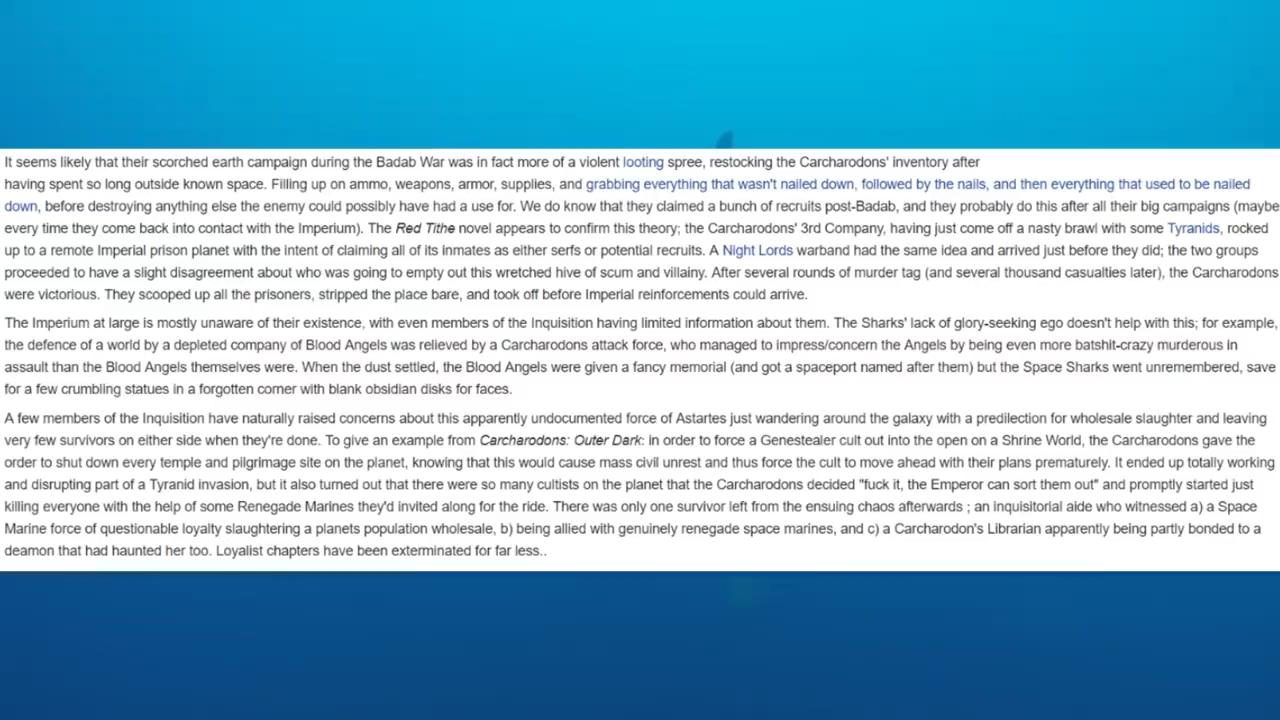 It seems likely that their scorched earth campaign during the Badab War was in fact more of a violent looting spree, restocking the Carcharodons' inventory after
having spent so long outside known space. Filling up on ammo, weapons, armor, supplies, and grabbing everything that wasn't nailed down, followed by the nails, and then everything that used to be nailed
down, before destroying anything else the enemy could possibly have had a use for. We do know that they claimed a bunch of recruits post-Badab, and they probably do this after all their big campaigns (maybe
every time they come back into contact with the Imperium). The Red Tithe novel appears to confirm this theory; the Carcharodons' 3rd Company, having just come off a nasty brawl with some Tyranids, rocked
up to a remote Imperial prison planet with the intent of claiming all of its inmates as either serfs or potential recruits. A Night Lords warband had the same idea and arrived just before they did; the two groups
proceeded to have a slight disagreement about who was going to empty out this wretched hive of scum and villainy. After several rounds of murder tag (and several thousand casualties later), the Carcharodons
were victorious. They scooped up all the prisoners, stripped the place bare, and took off before Imperial reinforcements could arrive.
The Imperium at large is mostly unaware of their existence, with even members of the Inquisition having limited information about them. The Sharks' lack of glory-seeking ego doesn't help with this; for example,
the defence of a world by a depleted company of Blood Angels was relieved by a Carcharodons attack force, who managed to impress/concern the Angels by being even more batshit-crazy murderous in
assault than the Blood Angels themselves were. When the dust settled, the Blood Angels were given a fancy memorial (and got a spaceport named after them) but the Space Sharks went unremembered, save
for a few crumbling statues in a forgotten corner with blank obsidian disks for faces.
A few members of the Inquisition have naturally raised concerns about this apparently undocumented force of Astartes just wandering around the galaxy with a predilection for wholesale slaughter and leaving
very few survivors on either side when they're done. To give an example from Carcharodons: Outer Dark: in order to force a Genestealer cult out into the open on a Shrine World, the Carcharodons gave the
order to shut down every temple and pilgrimage site on the planet, knowing that this would cause mass civil unrest and thus force the cult to move ahead with their plans prematurely. It ended up totally working
and disrupting part of a Tyranid invasion, but it also turned out that there were so many cultists on the planet that the Carcharodons decided "fuck it, the Emperor can sort them out" and promptly started just
killing everyone with the help of some Renegade Marines they'd invited along for the ride. There was only one survivor left from the ensuing chaos afterwards ; an inquisitorial aide who witnessed a) a Space
Marine force of questionable loyalty slaughtering a planets population wholesale, b) being allied with genuinely renegade space marines, and c) a Carcharodon's Librarian apparently being partly bonded to a
deamon that had haunted her too. Loyalist chapters have been exterminated for far less..